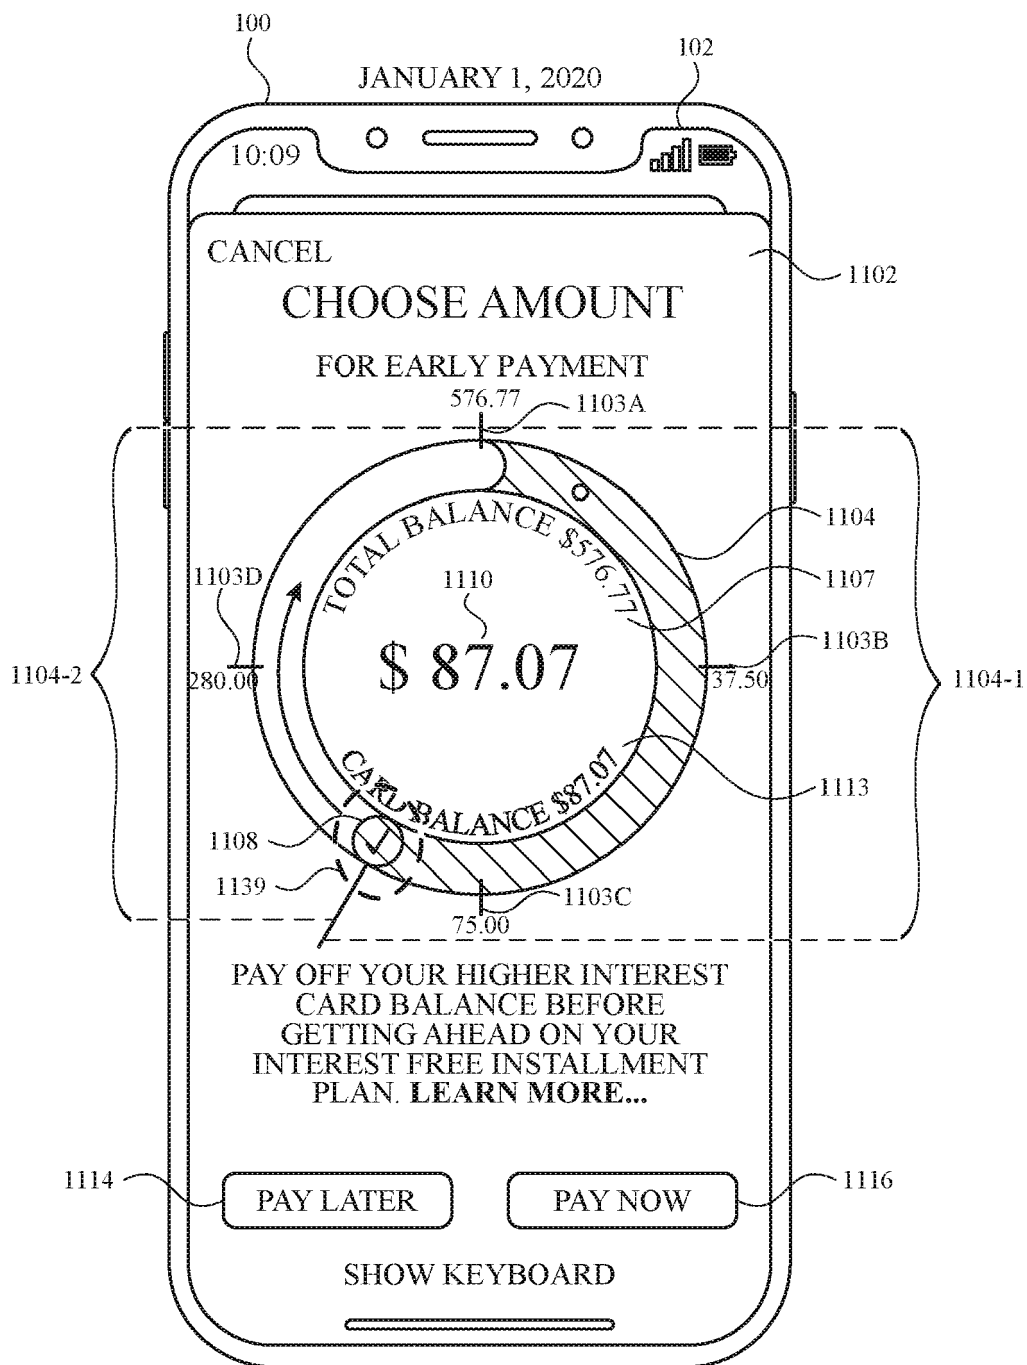 100
102
JANUARY 1, 2020
10:09
CANCEL
1102
CHOOSE AMOUNT
FOR EARLY PAYMENT
576.77
1103A
1104
TOTAL BALANCE $576.77
1103D
1110
1107
1103B
$ 87.07
1104-2
280.00
37.50
1104-1
CARD BALANCE $87.07
1113
1108
1139
1103C
75.00
PAY OFF YOUR HIGHER INTEREST
CARD BALANCE BEFORE
GETTING AHEAD ON YOUR
INTEREST FREE INSTALLMENT
PLAN. LEARN MORE...
1114
1116
PAY LATER
PAY NOW
SHOW KEYBOARD